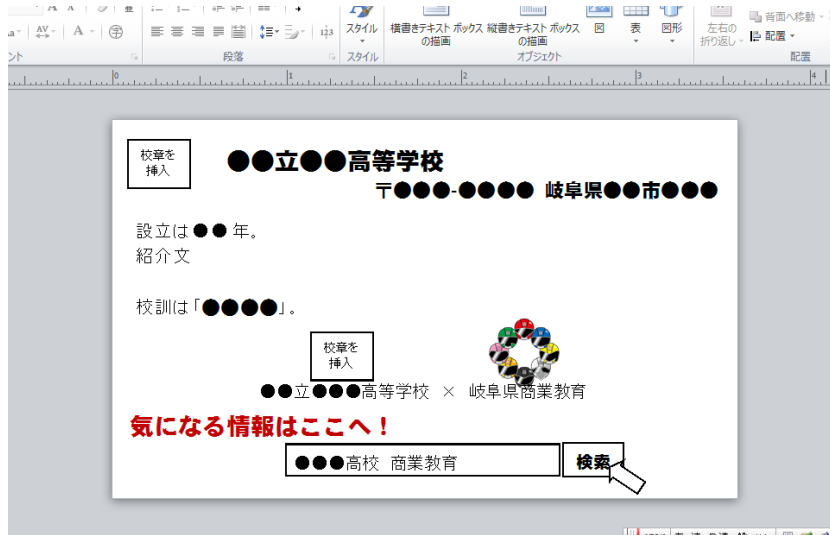 スタイル
横書きテキスト ボックス
の描画
縦書きテキスト ボックス
の描画
図
表
図形
左右の
折り返し
背面へ移動
配置
段落
スタイル
オブジェクト
配置
0 1 2 3 4
校章を
挿入
●●立●●高等学校
〒●●●-●●●● 岐阜県●●市●●●
設立は●●年。
紹介文
校訓は「●●●●」。
校章を
挿入
●●立●●●高等学校 × 岐阜県商業教育
気になる情報はここへ！
●●●高校 商業教育
検索